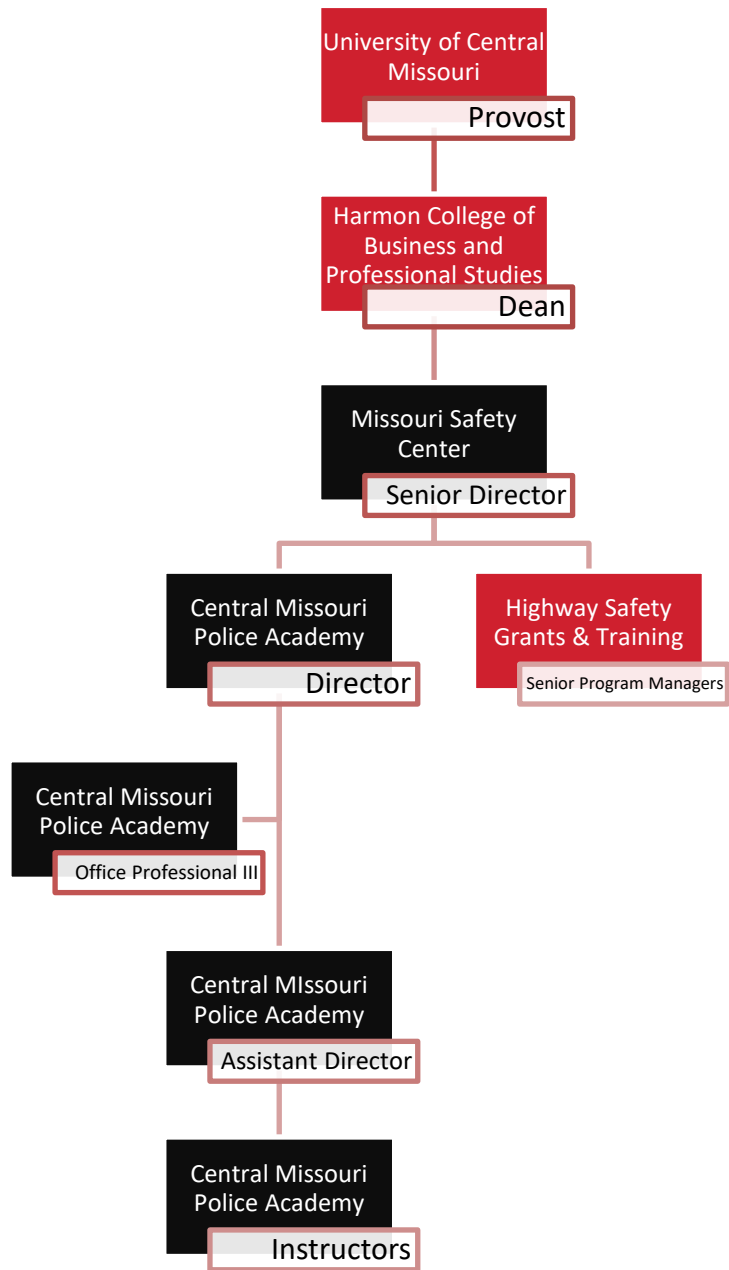 University of Central
Missouri
Provost
Harmon College of
Business and
Professional Studies
Dean
Missouri Safety
Center
Senior Director
Central Missouri
Police Academy
Director
Highway Safety
Grants & Training
Senior Program Managers
Central Missouri
Police Academy
Office Professional III
Central MIssouri
Police Academy
Assistant Director
Central Missouri
Police Academy
Instructors